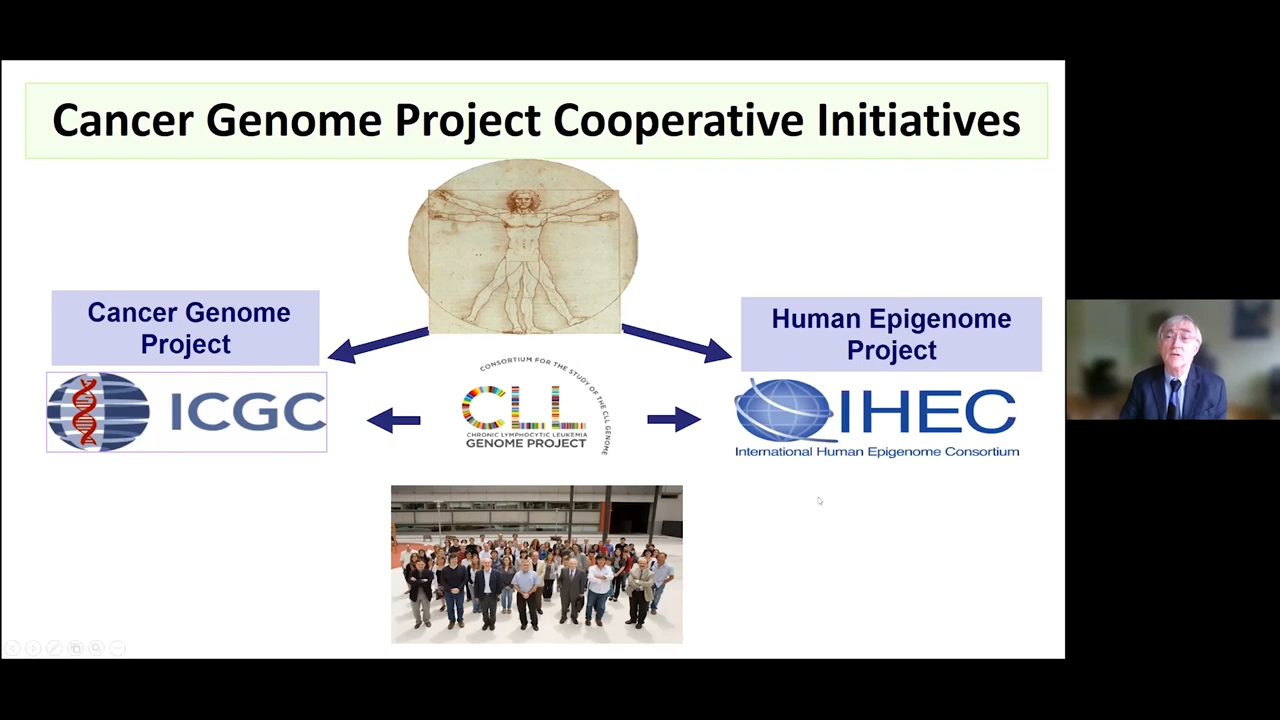 Cancer Genome Project Cooperative Initiatives
Cancer Genome
Project
Human Epigenome
Project
ICGC
CONSORTIUM FOR THE STUDY OF THE CLL GENOME
CLL
CHRONIC LYMPHOCYTIC LEUKEMIA
GENOME PROJECT
IHEC
International Human Epigenome Consortium